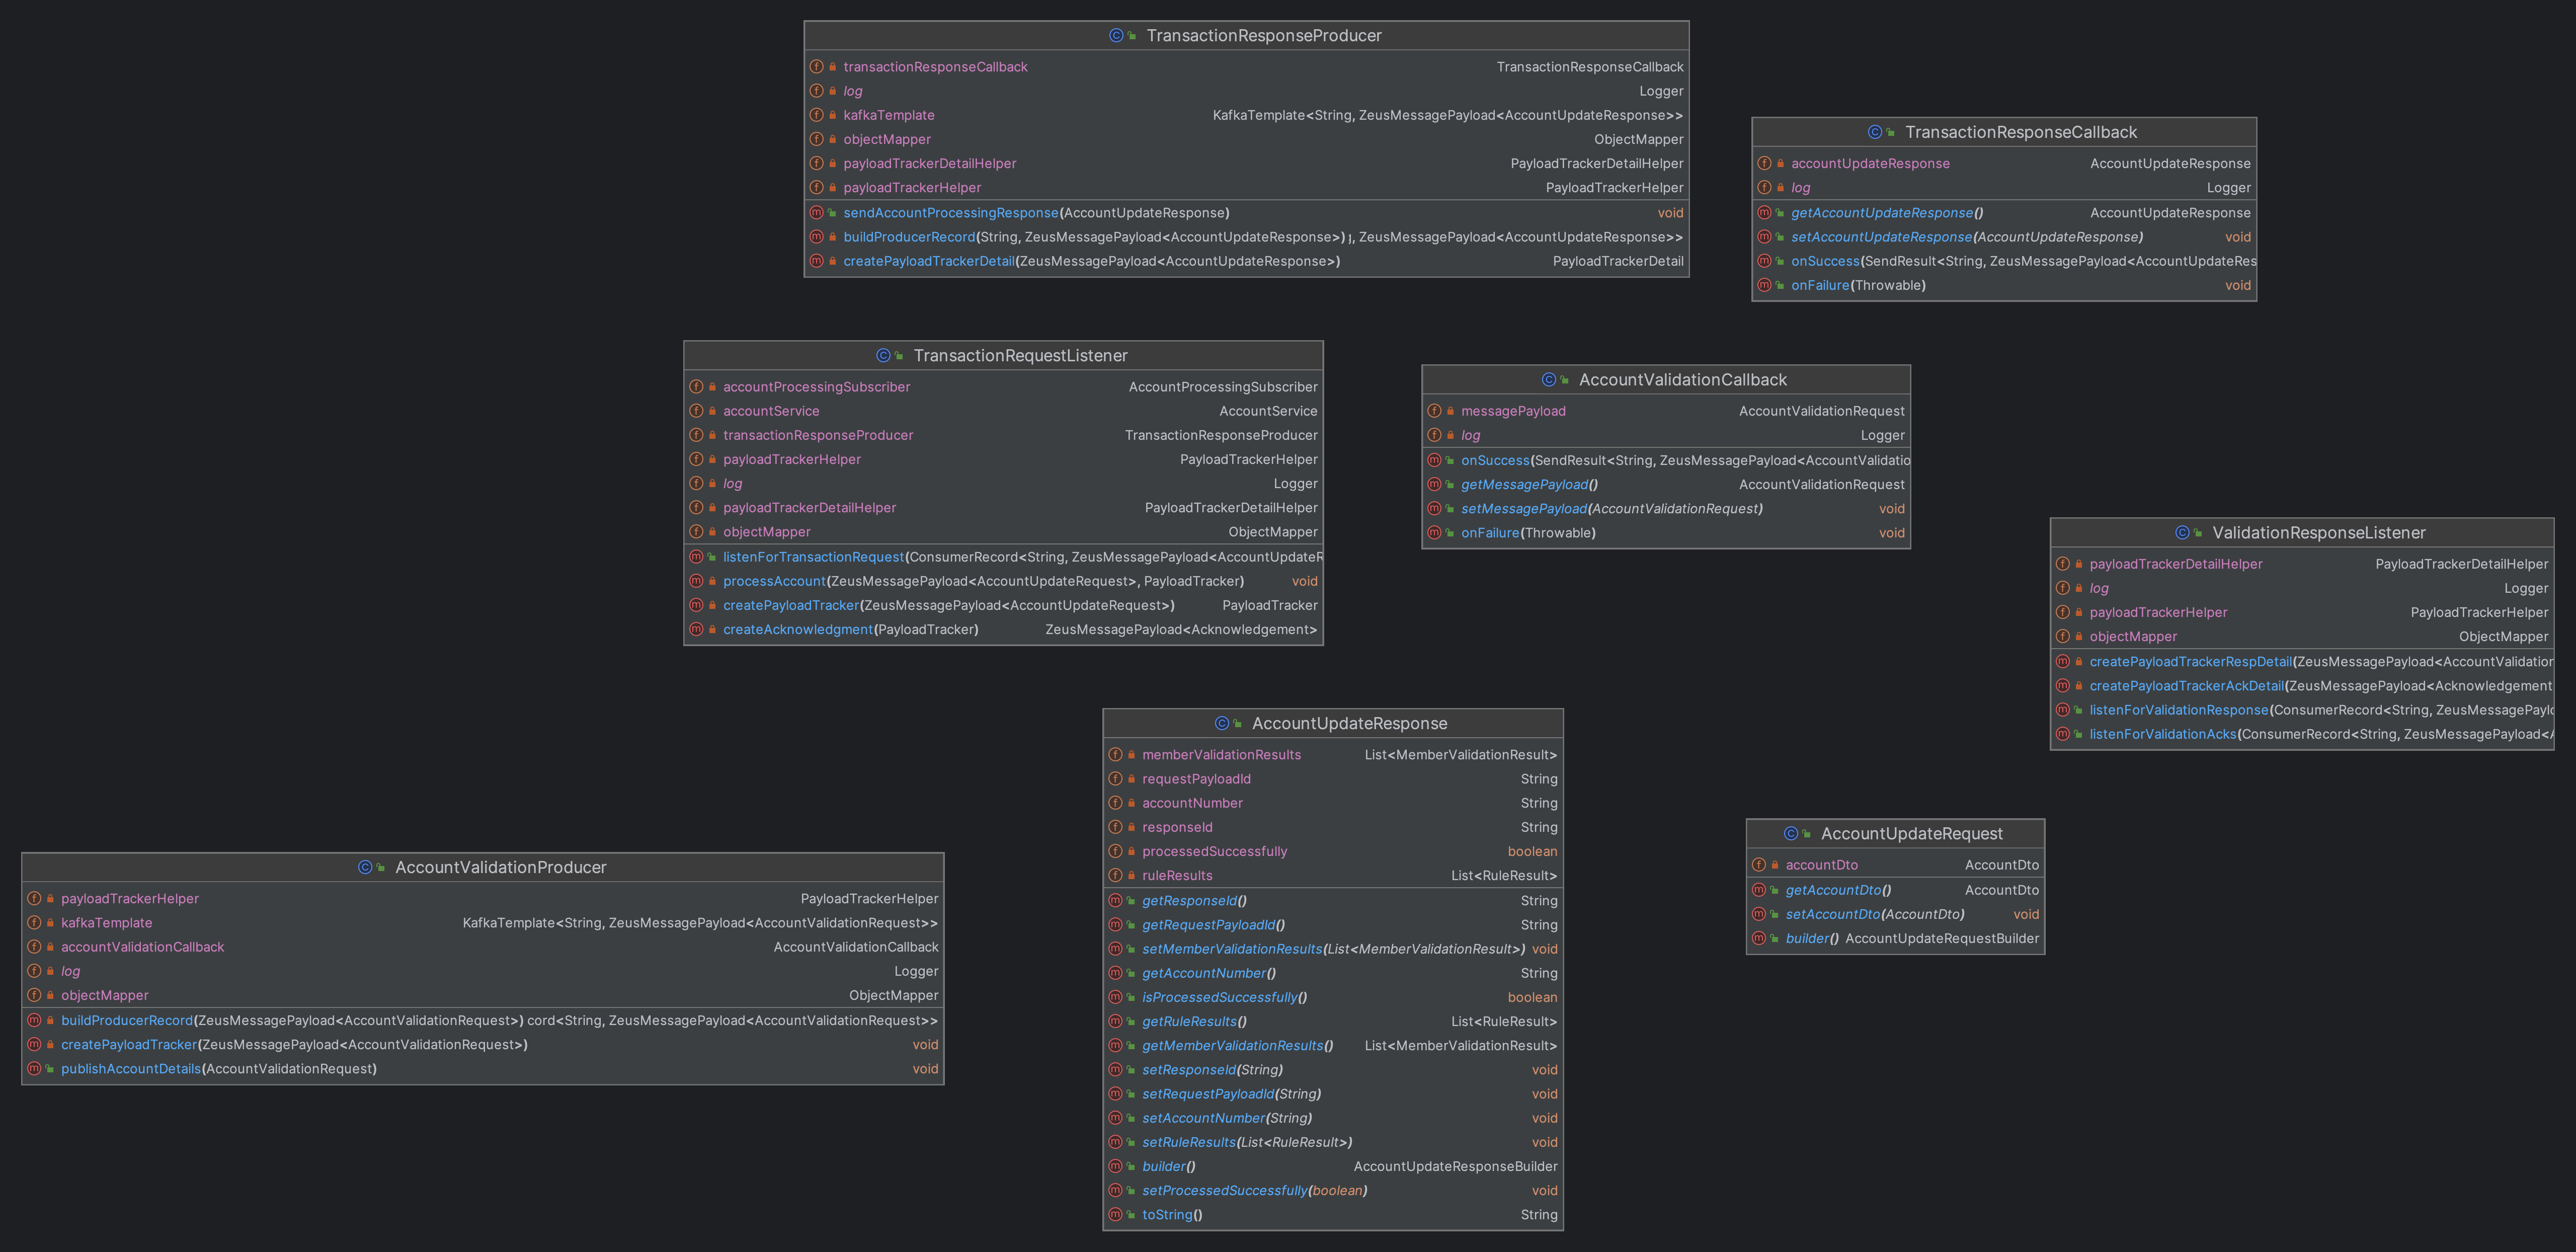 TransactionResponseProducer
transactionResponseCallback TransactionResponseCallback
log Logger
kafkaTemplate KafkaTemplate<String, ZeusMessagePayload<AccountUpdateResponse>>
objectMapper ObjectMapper
payloadTrackerDetailHelper PayloadTrackerDetailHelper
payloadTrackerHelper PayloadTrackerHelper
sendAccountProcessingResponse(AccountUpdateResponse) void
buildProducerRecord(String, ZeusMessagePayload<AccountUpdateResponse>) , ZeusMessagePayload<AccountUpdateResponse>>
createPayloadTrackerDetail(ZeusMessagePayload<AccountUpdateResponse>) PayloadTrackerDetail
TransactionResponseCallback
accountUpdateResponse AccountUpdateResponse
log Logger
getAccountUpdateResponse() AccountUpdateResponse
setAccountUpdateResponse(AccountUpdateResponse) void
onSuccess(SendResult<String, ZeusMessagePayload<AccountUpdateRes
onFailure(Throwable) void
TransactionRequestListener
accountProcessingSubscriber AccountProcessingSubscriber
accountService AccountService
transactionResponseProducer TransactionResponseProducer
payloadTrackerHelper PayloadTrackerHelper
log Logger
payloadTrackerDetailHelper PayloadTrackerDetailHelper
objectMapper ObjectMapper
listenForTransactionRequest(ConsumerRecord<String, ZeusMessagePayload<AccountUpdateR
processAccount(ZeusMessagePayload<AccountUpdateRequest>, PayloadTracker) void
createPayloadTracker(ZeusMessagePayload<AccountUpdateRequest>) PayloadTracker
createAcknowledgment(PayloadTracker) ZeusMessagePayload<Acknowledgement>
AccountValidationCallback
messagePayload AccountValidationRequest
log Logger
onSuccess(SendResult<String, ZeusMessagePayload<AccountValidatio
getMessagePayload() AccountValidationRequest
setMessagePayload(AccountValidationRequest) void
onFailure(Throwable) void
ValidationResponseListener
payloadTrackerDetailHelper PayloadTrackerDetailHelper
log Logger
payloadTrackerHelper PayloadTrackerHelper
objectMapper ObjectMapper
createPayloadTrackerRespDetail(ZeusMessagePayload<AccountValidation
createPayloadTrackerAckDetail(ZeusMessagePayload<Acknowledgement
listenForValidationResponse(ConsumerRecord<String, ZeusMessagePaylo
listenForValidationAcks(ConsumerRecord<String, ZeusMessagePayload<A
AccountUpdateResponse
memberValidationResults List<MemberValidationResult>
requestPayloadId String
accountNumber String
responseId String
processedSuccessfully boolean
ruleResults List<RuleResult>
getResponseId() String
getRequestPayloadId() String
setMemberValidationResults(List<MemberValidationResult>) void
getAccountNumber() String
isProcessedSuccessfully() boolean
getRuleResults() List<RuleResult>
getMemberValidationResults() List<MemberValidationResult>
setResponseId(String) void
setRequestPayloadId(String) void
setAccountNumber(String) void
setRuleResults(List<RuleResult>) void
builder() AccountUpdateResponseBuilder
setProcessedSuccessfully(boolean) void
toString() String
AccountUpdateRequest
accountDto AccountDto
getAccountDto() AccountDto
setAccountDto(AccountDto) void
builder() AccountUpdateRequestBuilder
AccountValidationProducer
payloadTrackerHelper PayloadTrackerHelper
kafkaTemplate KafkaTemplate<String, ZeusMessagePayload<AccountValidationRequest>>
accountValidationCallback AccountValidationCallback
log Logger
objectMapper ObjectMapper
buildProducerRecord(ZeusMessagePayload<AccountValidationRequest>) cord<String, ZeusMessagePayload<AccountValidationRequest>>
createPayloadTracker(ZeusMessagePayload<AccountValidationRequest>) void
publishAccountDetails(AccountValidationRequest) void